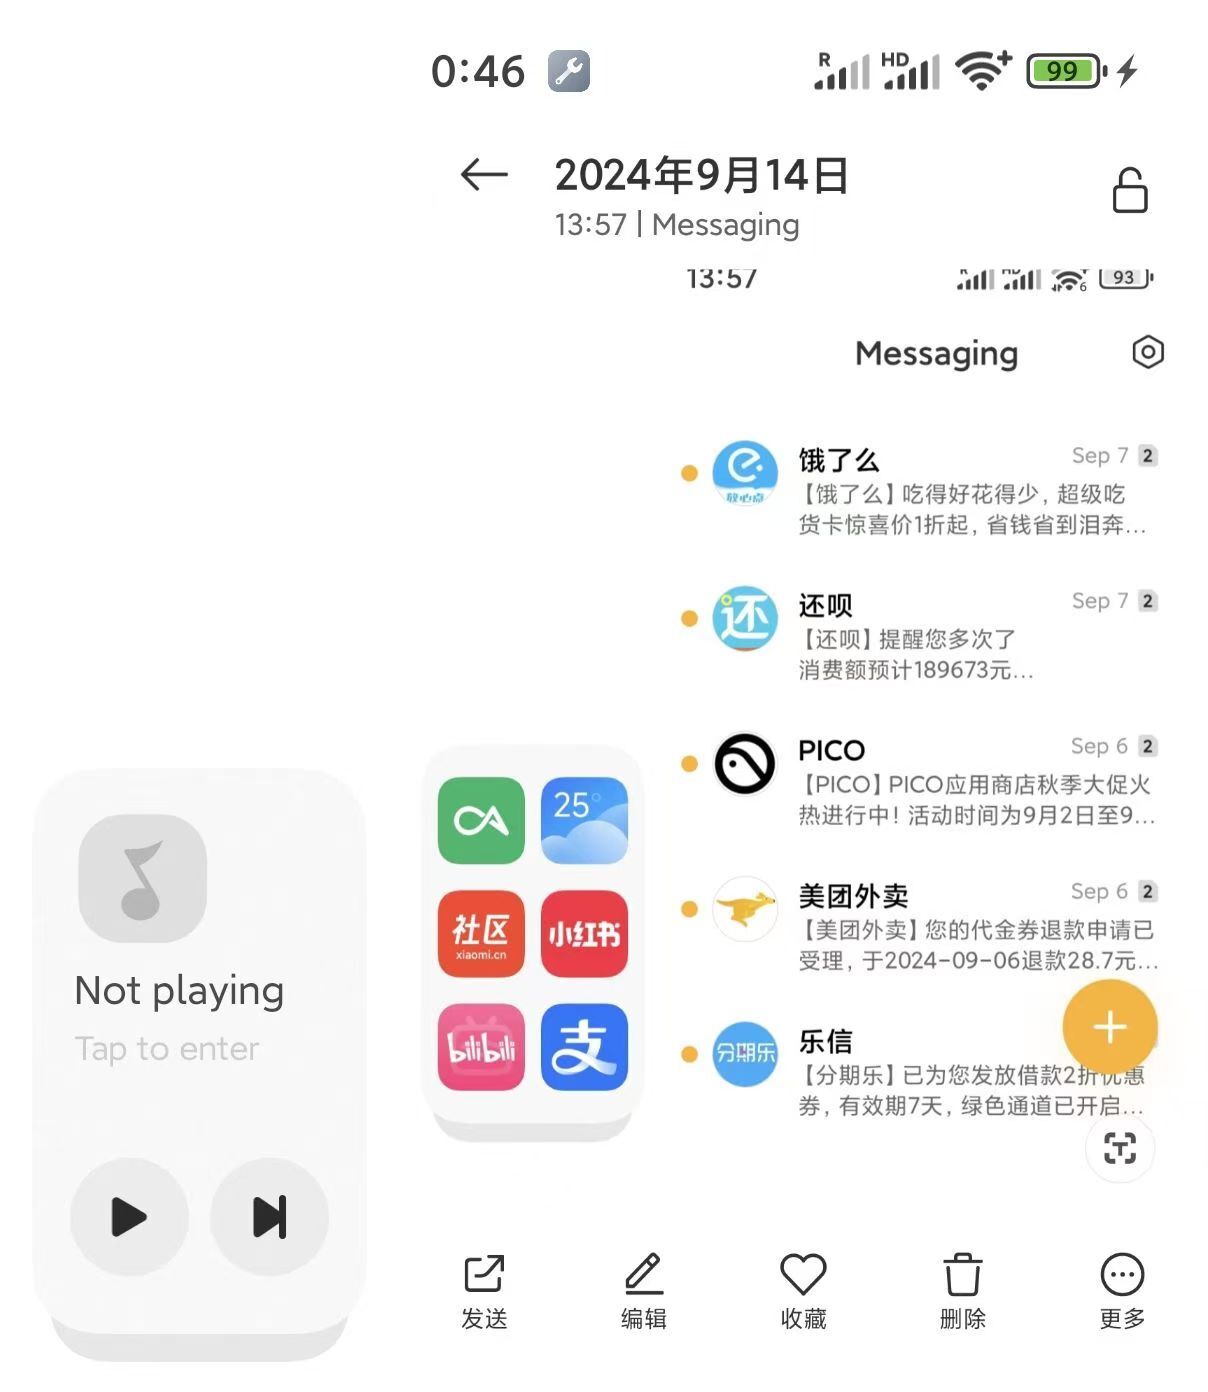 0:46
R
HD
99
2024年9月14日
13:57 | Messaging
13:57
R
HD
6
93
Messaging
饿了么
Sep 7 2
【饿了么】吃得好花得少，超级吃
货卡惊喜价1折起，省钱省到泪奔...
放心点
还呗
Sep 7 2
还
【还呗】提醒您多次了
消费额预计189673元...
PICO
Sep 6 2
【PICO】PICO应用商店秋季大促火
热进行中！活动时间为9月2日至9...
美团外卖
Sep 6 2
【美团外卖】您的代金券退款申请已
受理，于2024-09-06退款28.7元...
乐信
分期乐
【分期乐】已为您发放借款2折优惠
券，有效期7天，绿色通道已开启...
25°
社区
xiaomi.cn
小红书
bilibili
支
Not playing
Tap to enter
T
发送
编辑
收藏
删除
更多